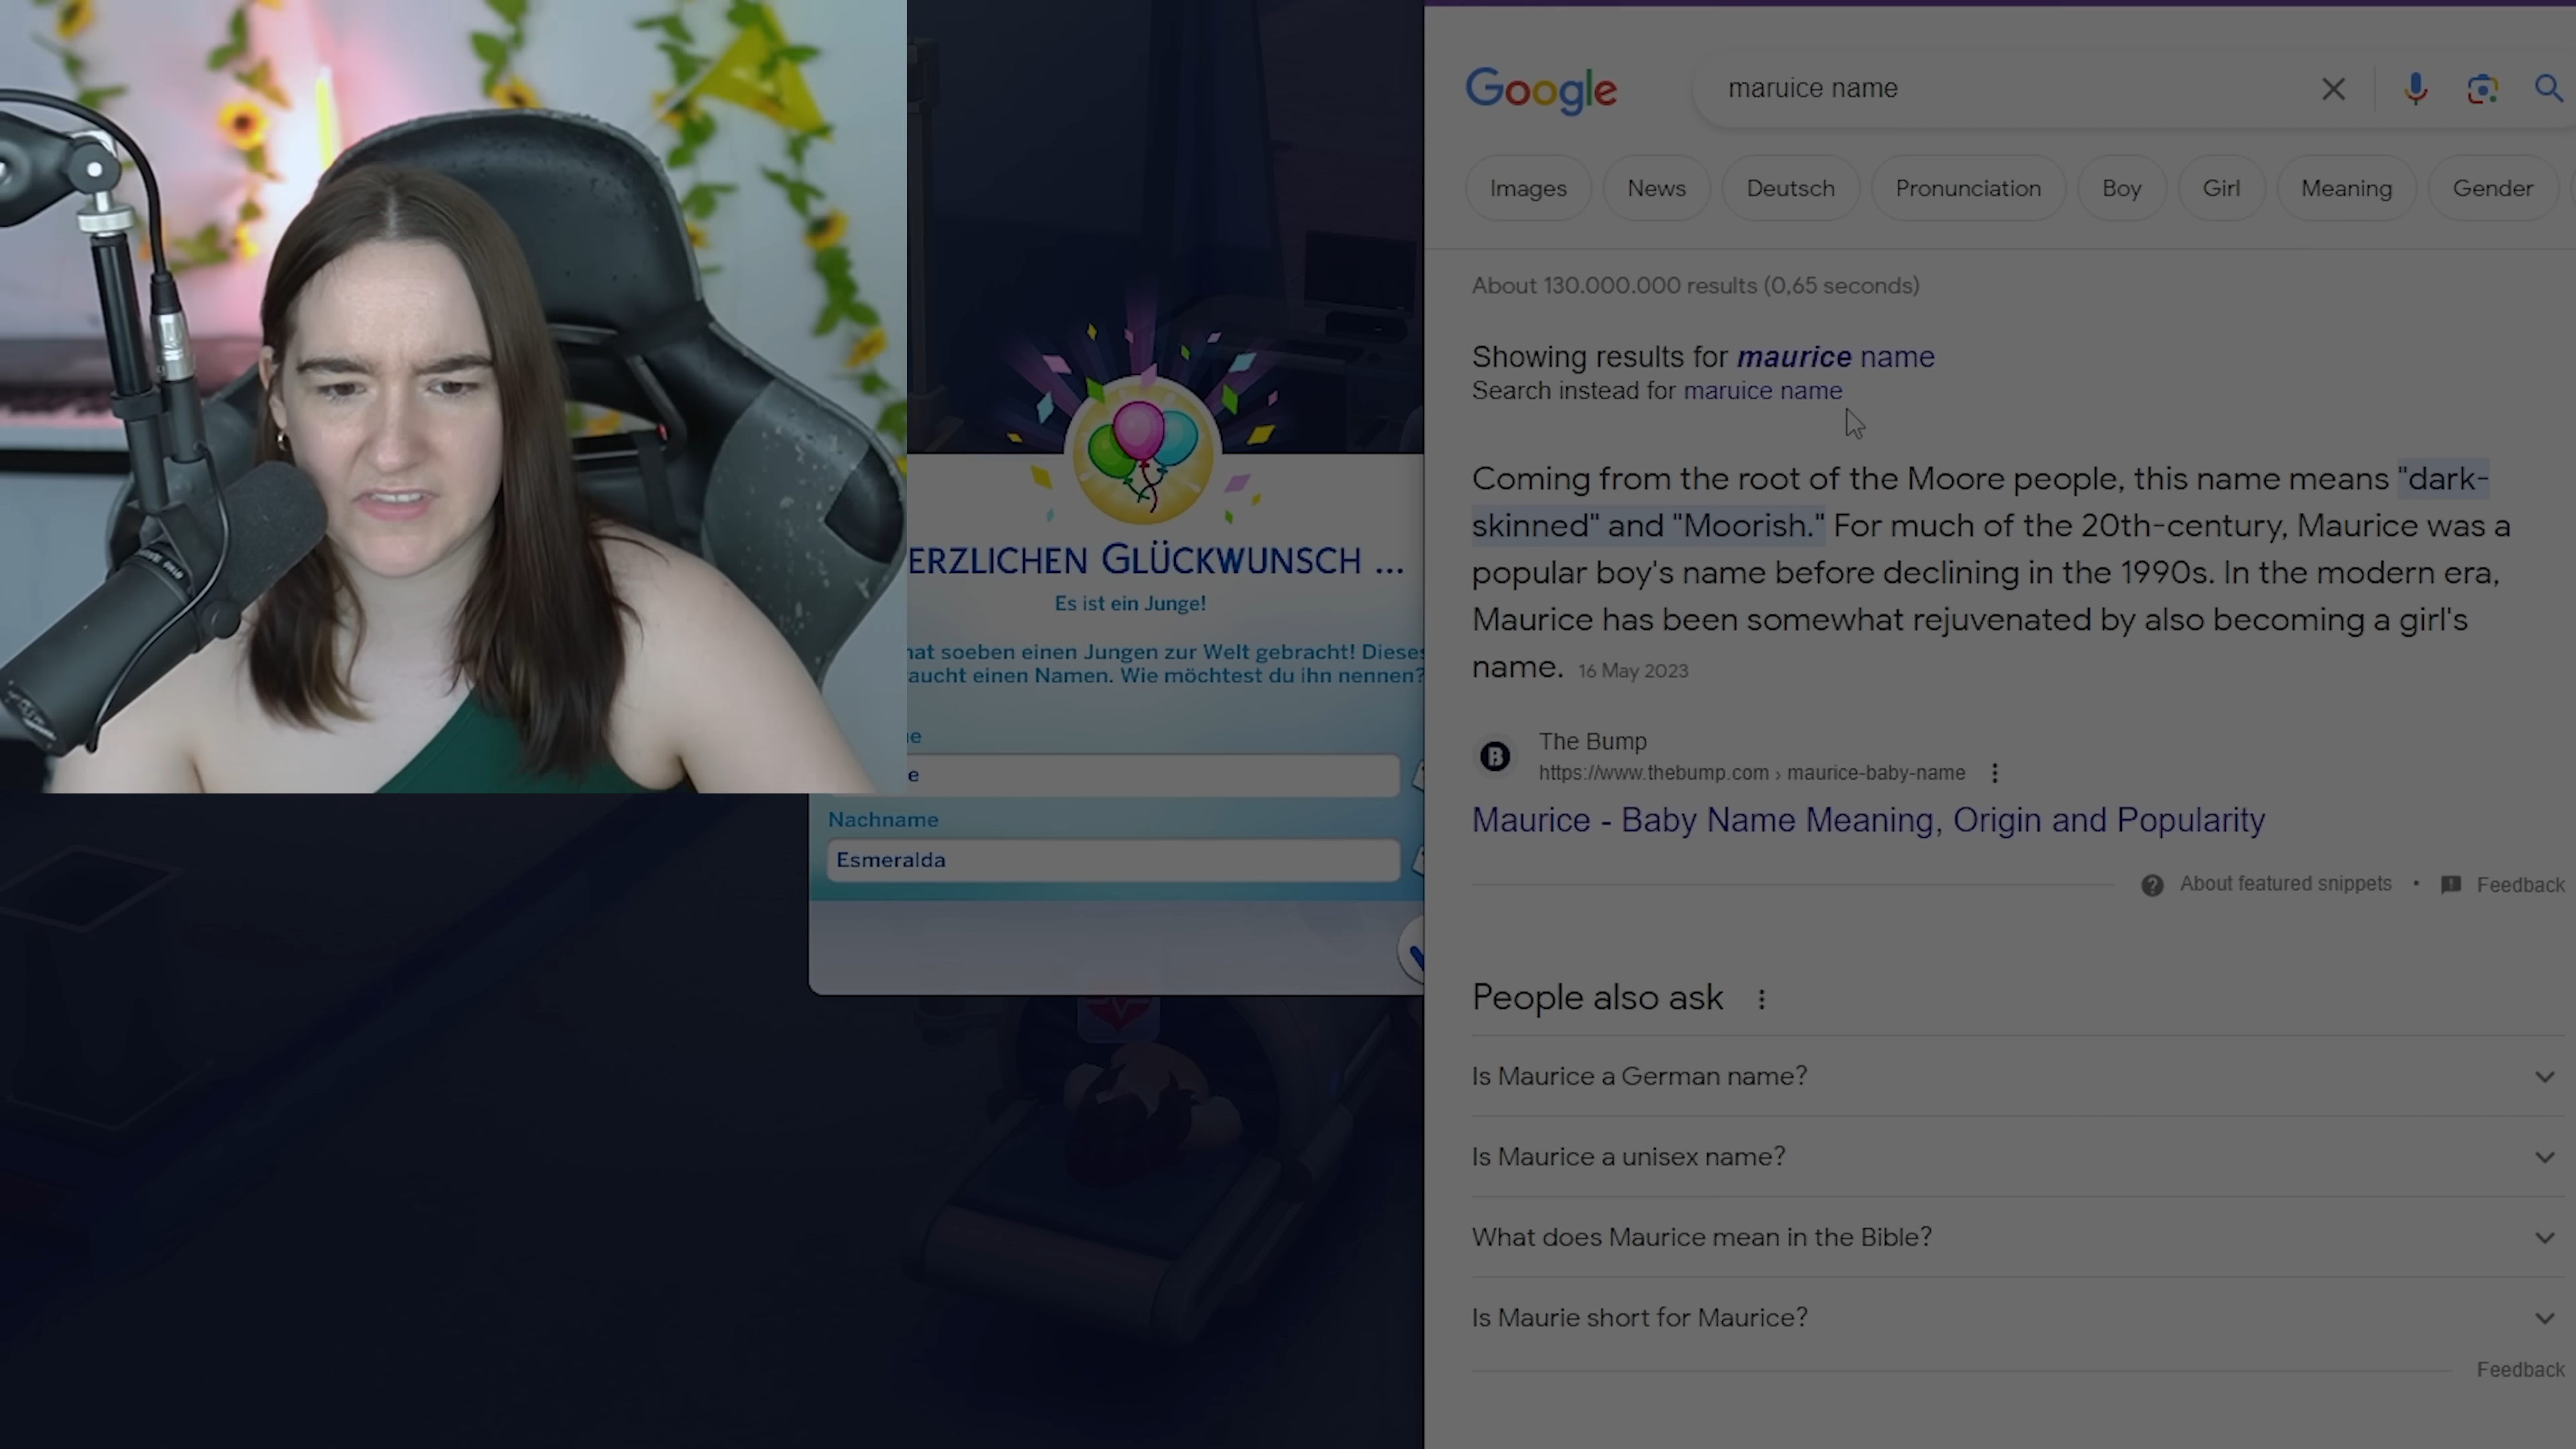 ERZLICHEN GLÜCKWUNSCH ...
Es ist ein Junge!
hat soeben einen Jungen zur Welt gebracht! Dieses
aucht einen Namen. Wie möchtest du ihn nennen?
e
e
Nachname
Esmeralda
Google
maruice name
Images News Deutsch Pronunciation Boy Girl Meaning Gender
About 130.000.000 results (0,65 seconds)
Showing results for maurice name
Search instead for maruice name
Coming from the root of the Moore people, this name means "dark-
skinned" and "Moorish." For much of the 20th-century, Maurice was a
popular boy's name before declining in the 1990s. In the modern era,
Maurice has been somewhat rejuvenated by also becoming a girl's
name. 16 May 2023
B
The Bump
https://www.thebump.com › maurice-baby-name
Maurice - Baby Name Meaning, Origin and Popularity
About featured snippets • Feedback
People also ask
Is Maurice a German name?
Is Maurice a unisex name?
What does Maurice mean in the Bible?
Is Maurie short for Maurice?
Feedback